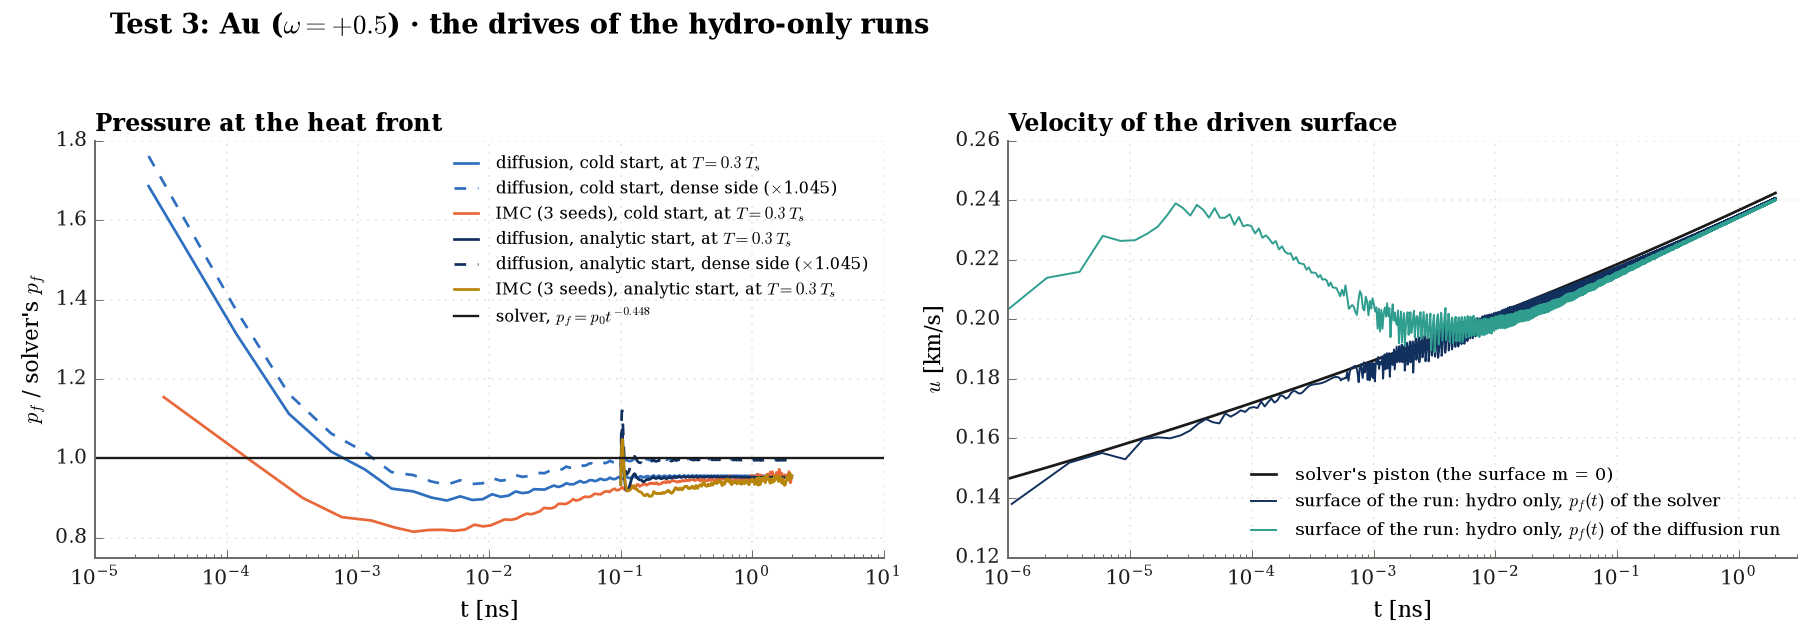 Test 3: Au (ω = +0.5) · the drives of the hydro-only runs
Pressure at the heat front
1.8
1.6
1.4
1.2
1.0
0.8
p_f / solver's p_f
diffusion, cold start, at T = 0.3 T_s
diffusion, cold start, dense side (×1.045)
IMC (3 seeds), cold start, at T = 0.3 T_s
diffusion, analytic start, at T = 0.3 T_s
diffusion, analytic start, dense side (×1.045)
IMC (3 seeds), analytic start, at T = 0.3 T_s
solver, p_f = p_0 t^{-0.448}
10^{-5} 10^{-4} 10^{-3} 10^{-2} 10^{-1} 10^{0} 10^{1}
t [ns]
Velocity of the driven surface
0.26
0.24
0.22
0.20
0.18
0.16
0.14
0.12
u [km/s]
solver's piston (the surface m = 0)
surface of the run: hydro only, p_f(t) of the solver
surface of the run: hydro only, p_f(t) of the diffusion run
10^{-6} 10^{-5} 10^{-4} 10^{-3} 10^{-2} 10^{-1} 10^{0}
t [ns]